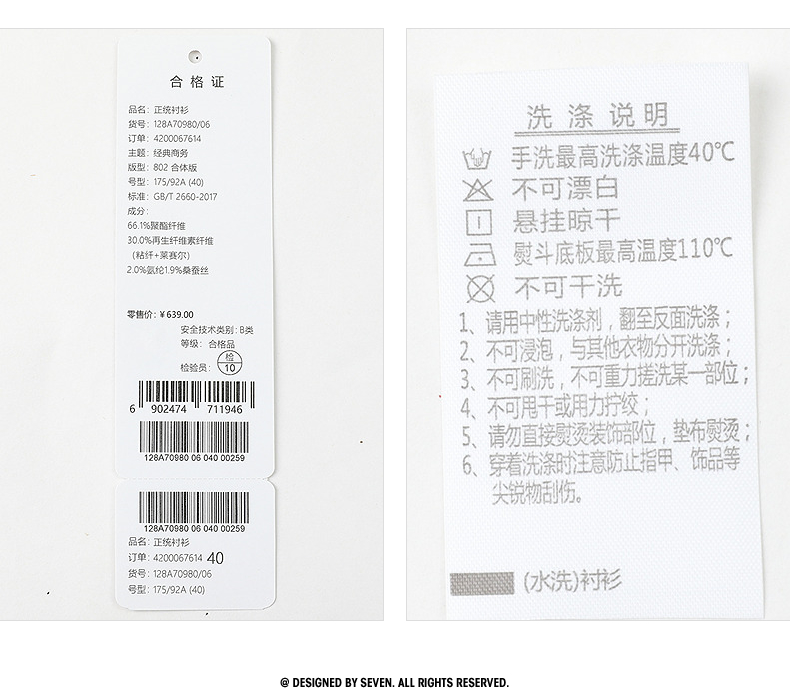 合格证
品名: 正统衬衫
货号: 128A70980/06
订单: 4200067614
主题: 经典商务
版型: 802 合体版
号型: 175/92A (40)
标准: GB/T 2660-2017
成分:
66.1%聚酯纤维
30.0%再生纤维素纤维
（粘纤+莱赛尔）
2.0%氨纶1.9%桑蚕丝
零售价: ¥639.00
安全技术类别: B类
等级: 合格品
检验员: 检 10
6 902474 711946
128A70980 06 040 00259
128A70980 06 040 00259
品名: 正统衬衫
订单: 4200067614 40
货号: 128A70980/06
号型: 175/92A (40)
洗涤说明
手洗最高洗涤温度40℃
不可漂白
悬挂晾干
熨斗底板最高温度110℃
不可干洗
1、请用中性洗涤剂，翻至反面洗涤；
2、不可浸泡，与其他衣物分开洗涤；
3、不可刷洗，不可重力搓洗某一部位；
4、不可甩干或用力拧绞；
5、请勿直接熨烫装饰部位，垫布熨烫；
6、穿着洗涤时注意防止指甲、饰品等
尖锐物刮伤。
(水洗)衬衫
@ DESIGNED BY SEVEN. ALL RIGHTS RESERVED.